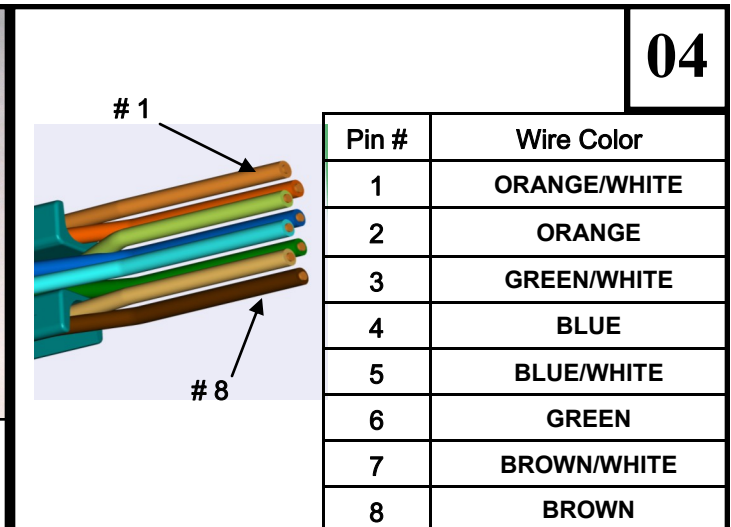 04
# 1
Pin # Wire Color
1 ORANGE/WHITE
2 ORANGE
3 GREEN/WHITE
4 BLUE
5 BLUE/WHITE
6 GREEN
7 BROWN/WHITE
8 BROWN
# 8